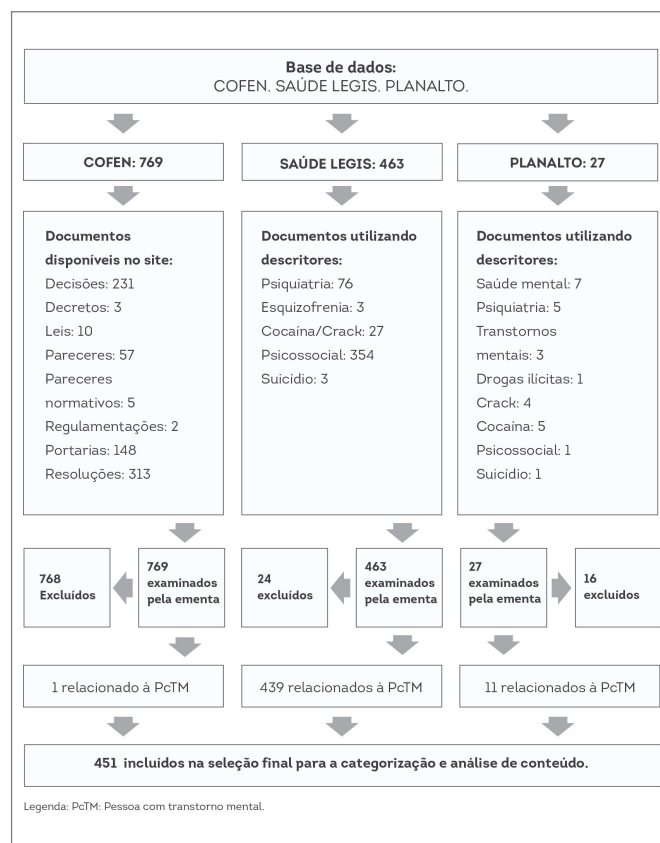 Base de dados:
COFEN. SAÚDE LEGIS. PLANALTO.
COFEN: 769
SAÚDE LEGIS: 463
PLANALTO: 27
Documentos
disponíveis no site:
Decisões: 231
Decretos: 3
Leis: 10
Pareceres: 57
Pareceres
normativos: 5
Regulamentações: 2
Portarias: 148
Resoluções: 313
Documentos utilizando
descritores:
Psiquiatria: 76
Esquizofrenia: 3
Cocaína/Crack: 27
Psicossocial: 354
Suicídio: 3
Documentos utilizando
descritores:
Saúde mental: 7
Psiquiatria: 5
Transtornos
mentais: 3
Drogas ilícitas: 1
Crack: 4
Cocaína: 5
Psicossocial: 1
Suicídio: 1
768
Excluídos
769
examinados
pela ementa
24
excluídos
463
examinados
pela ementa
27
examinados
pela ementa
16
excluídos
1 relacionado à PcTM
439 relacionados à PcTM
11 relacionados à PcTM
451 incluídos na seleção final para a categorização e análise de conteúdo.
Legenda: PcTM: Pessoa com transtorno mental.